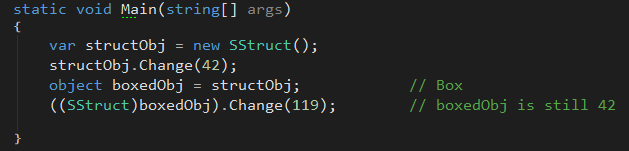 static void Main(string[] args)
{
var structObj = new SStruct();
structObj.Change(42);
object boxedObj = structObj; // Box
((SStruct)boxedObj).Change(119); // boxedObj is still 42
}